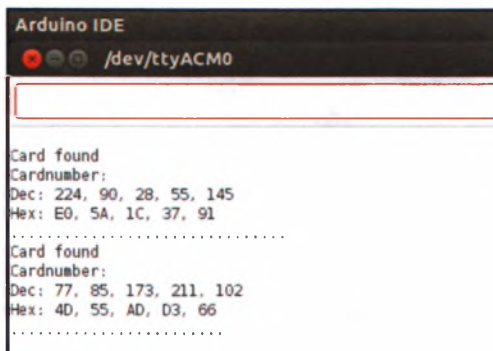 Arduino IDE
/dev/ttyACM0
Card found
Cardnumber:
Dec: 224, 90, 28, 55, 145
Hex: E0, 5A, 1C, 37, 91
................................
Card found
Cardnumber:
Dec: 77, 85, 173, 211, 102
Hex: 4D, 55, AD, D3, 66
.........................